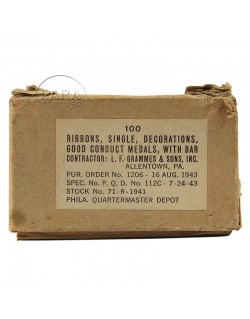 PARA
100
RIBBONS, SINGLE, DECORATIONS,
GOOD CONDUCT MEDALS, WITH BAR
CONTRACTOR: L. F. GRAMMES & SONS, INC.
ALLENTOWN, PA.
PUR. ORDER No. 1206 - 16 AUG. 1943
SPEC. No. P. Q. D. No. 112C - 7-24-43
STOCK No. 71-R-1941
PHILA. QUARTERMASTER DEPOT